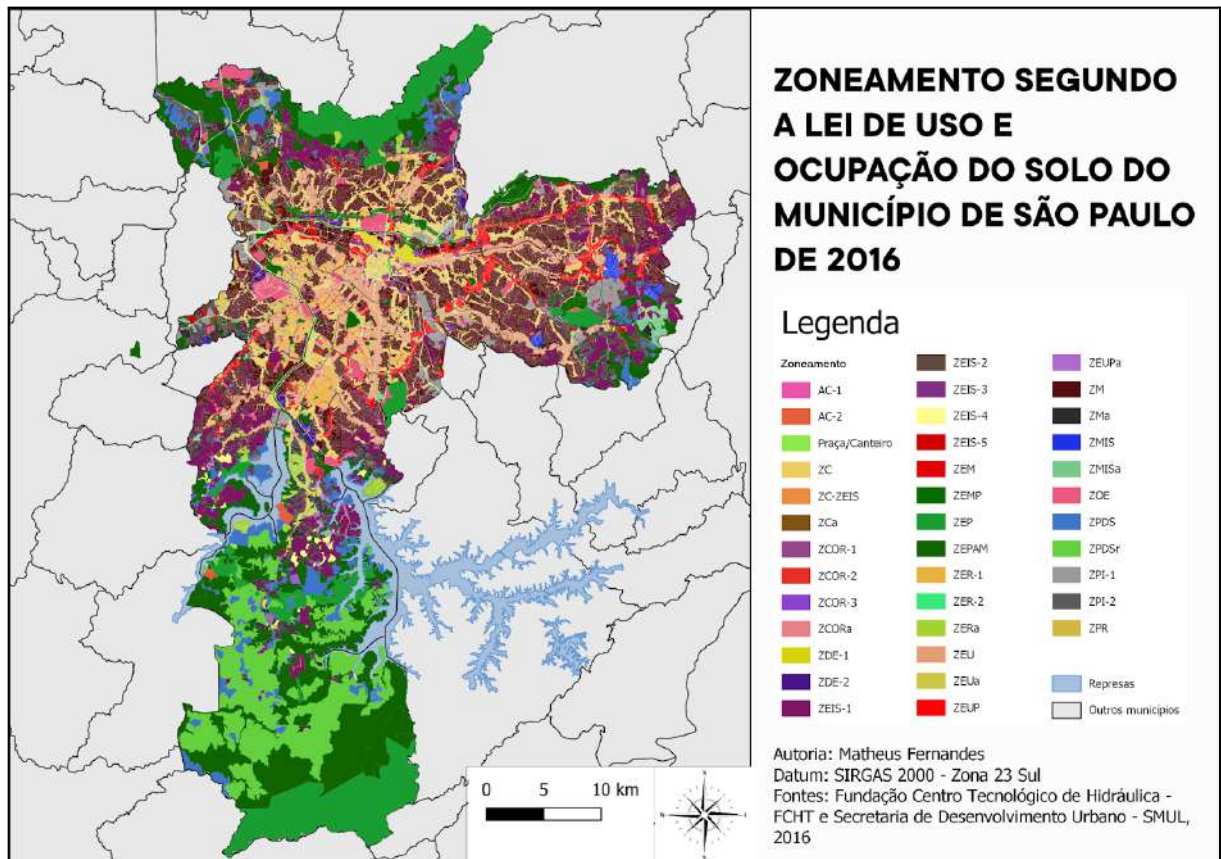 ZONEAMENTO SEGUNDO
A LEI DE USO E
OCUPAÇÃO DO SOLO DO
MUNICÍPIO DE SÃO PAULO
DE 2016
Legenda
Zoneamento
AC-1
AC-2
Praça/Canteiro
ZC
ZC-ZEIS
ZCa
ZCOR-1
ZCOR-2
ZCOR-3
ZCORa
ZDE-1
ZDE-2
ZEIS-1
ZEIS-2
ZEIS-3
ZEIS-4
ZEIS-5
ZEM
ZEMP
ZEP
ZEPAM
ZER-1
ZER-2
ZERa
ZEU
ZEUa
ZEUP
ZEUPa
ZM
ZMa
ZMIS
ZMISa
ZOE
ZPDS
ZPDSr
ZPI-1
ZPI-2
ZPR
Represas
Outros municípios
0 5 10 km
Autoria: Matheus Fernandes
Datum: SIRGAS 2000 - Zona 23 Sul
Fontes: Fundação Centro Tecnológico de Hidráulica -
FCHT e Secretaria de Desenvolvimento Urbano - SMUL,
2016